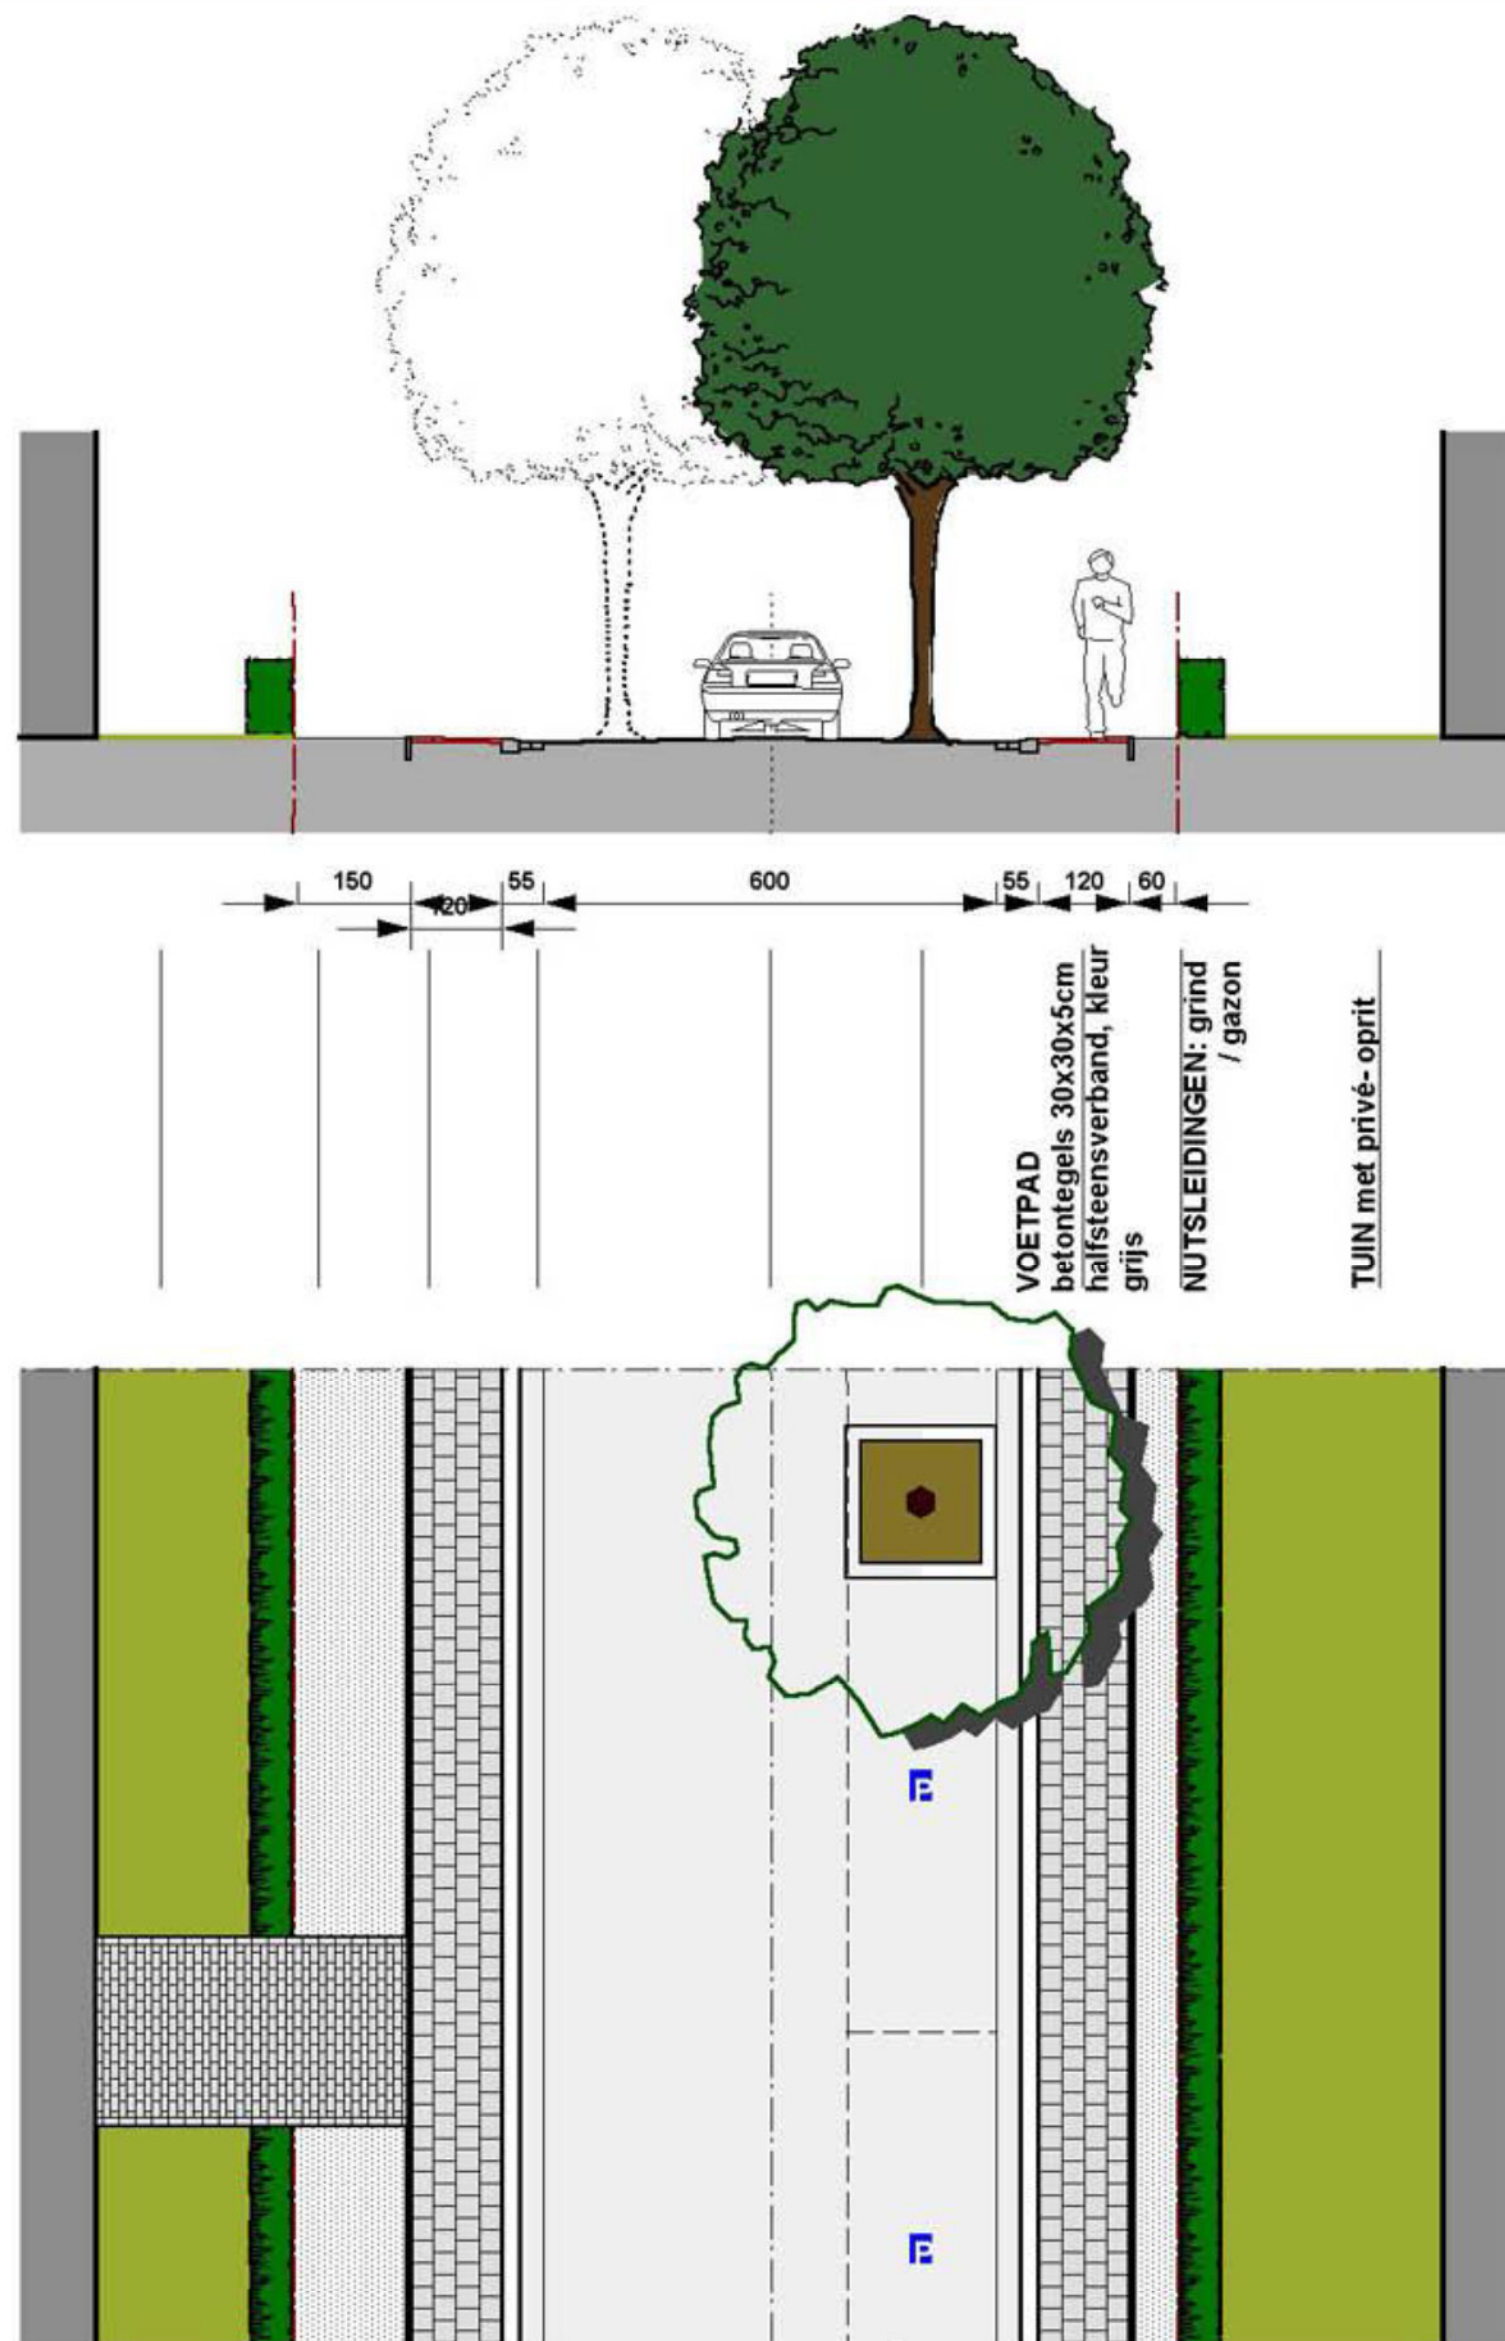 150
55
600
55
120
60
120
VOETPAD
betontegels 30x30x5cm
halfsteensverband, kleur
grijs
NUTSLEIDINGEN: grind
/ gazon
TUIN met privé- oprit
P
P